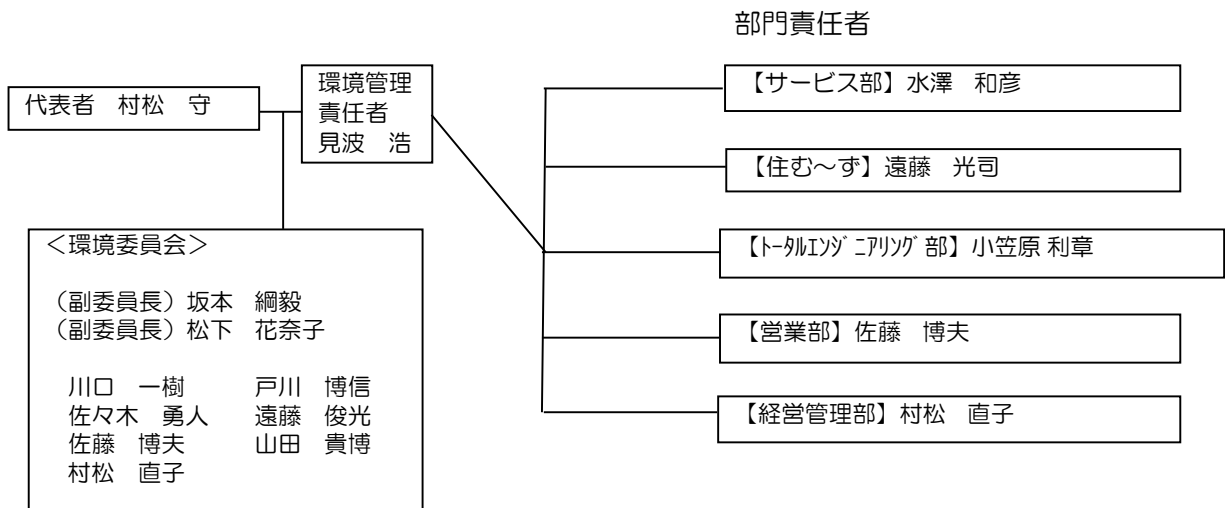 部門責任者
代表者　村松　守
環境管理
責任者
見波　浩
【サービス部】水澤　和彦
【住む～ず】遠藤　光司
【ﾄｰﾀﾙｴﾝｼﾞﾆｱﾘﾝｸﾞ部】小笠原 利章
【営業部】佐藤　博夫
【経営管理部】村松　直子
＜環境委員会＞
（副委員長）坂本　綱毅
（副委員長）松下　花奈子
川口　一樹　　　戸川　博信
佐々木　勇人　　遠藤　俊光
佐藤　博夫　　　山田　貴博
村松　直子